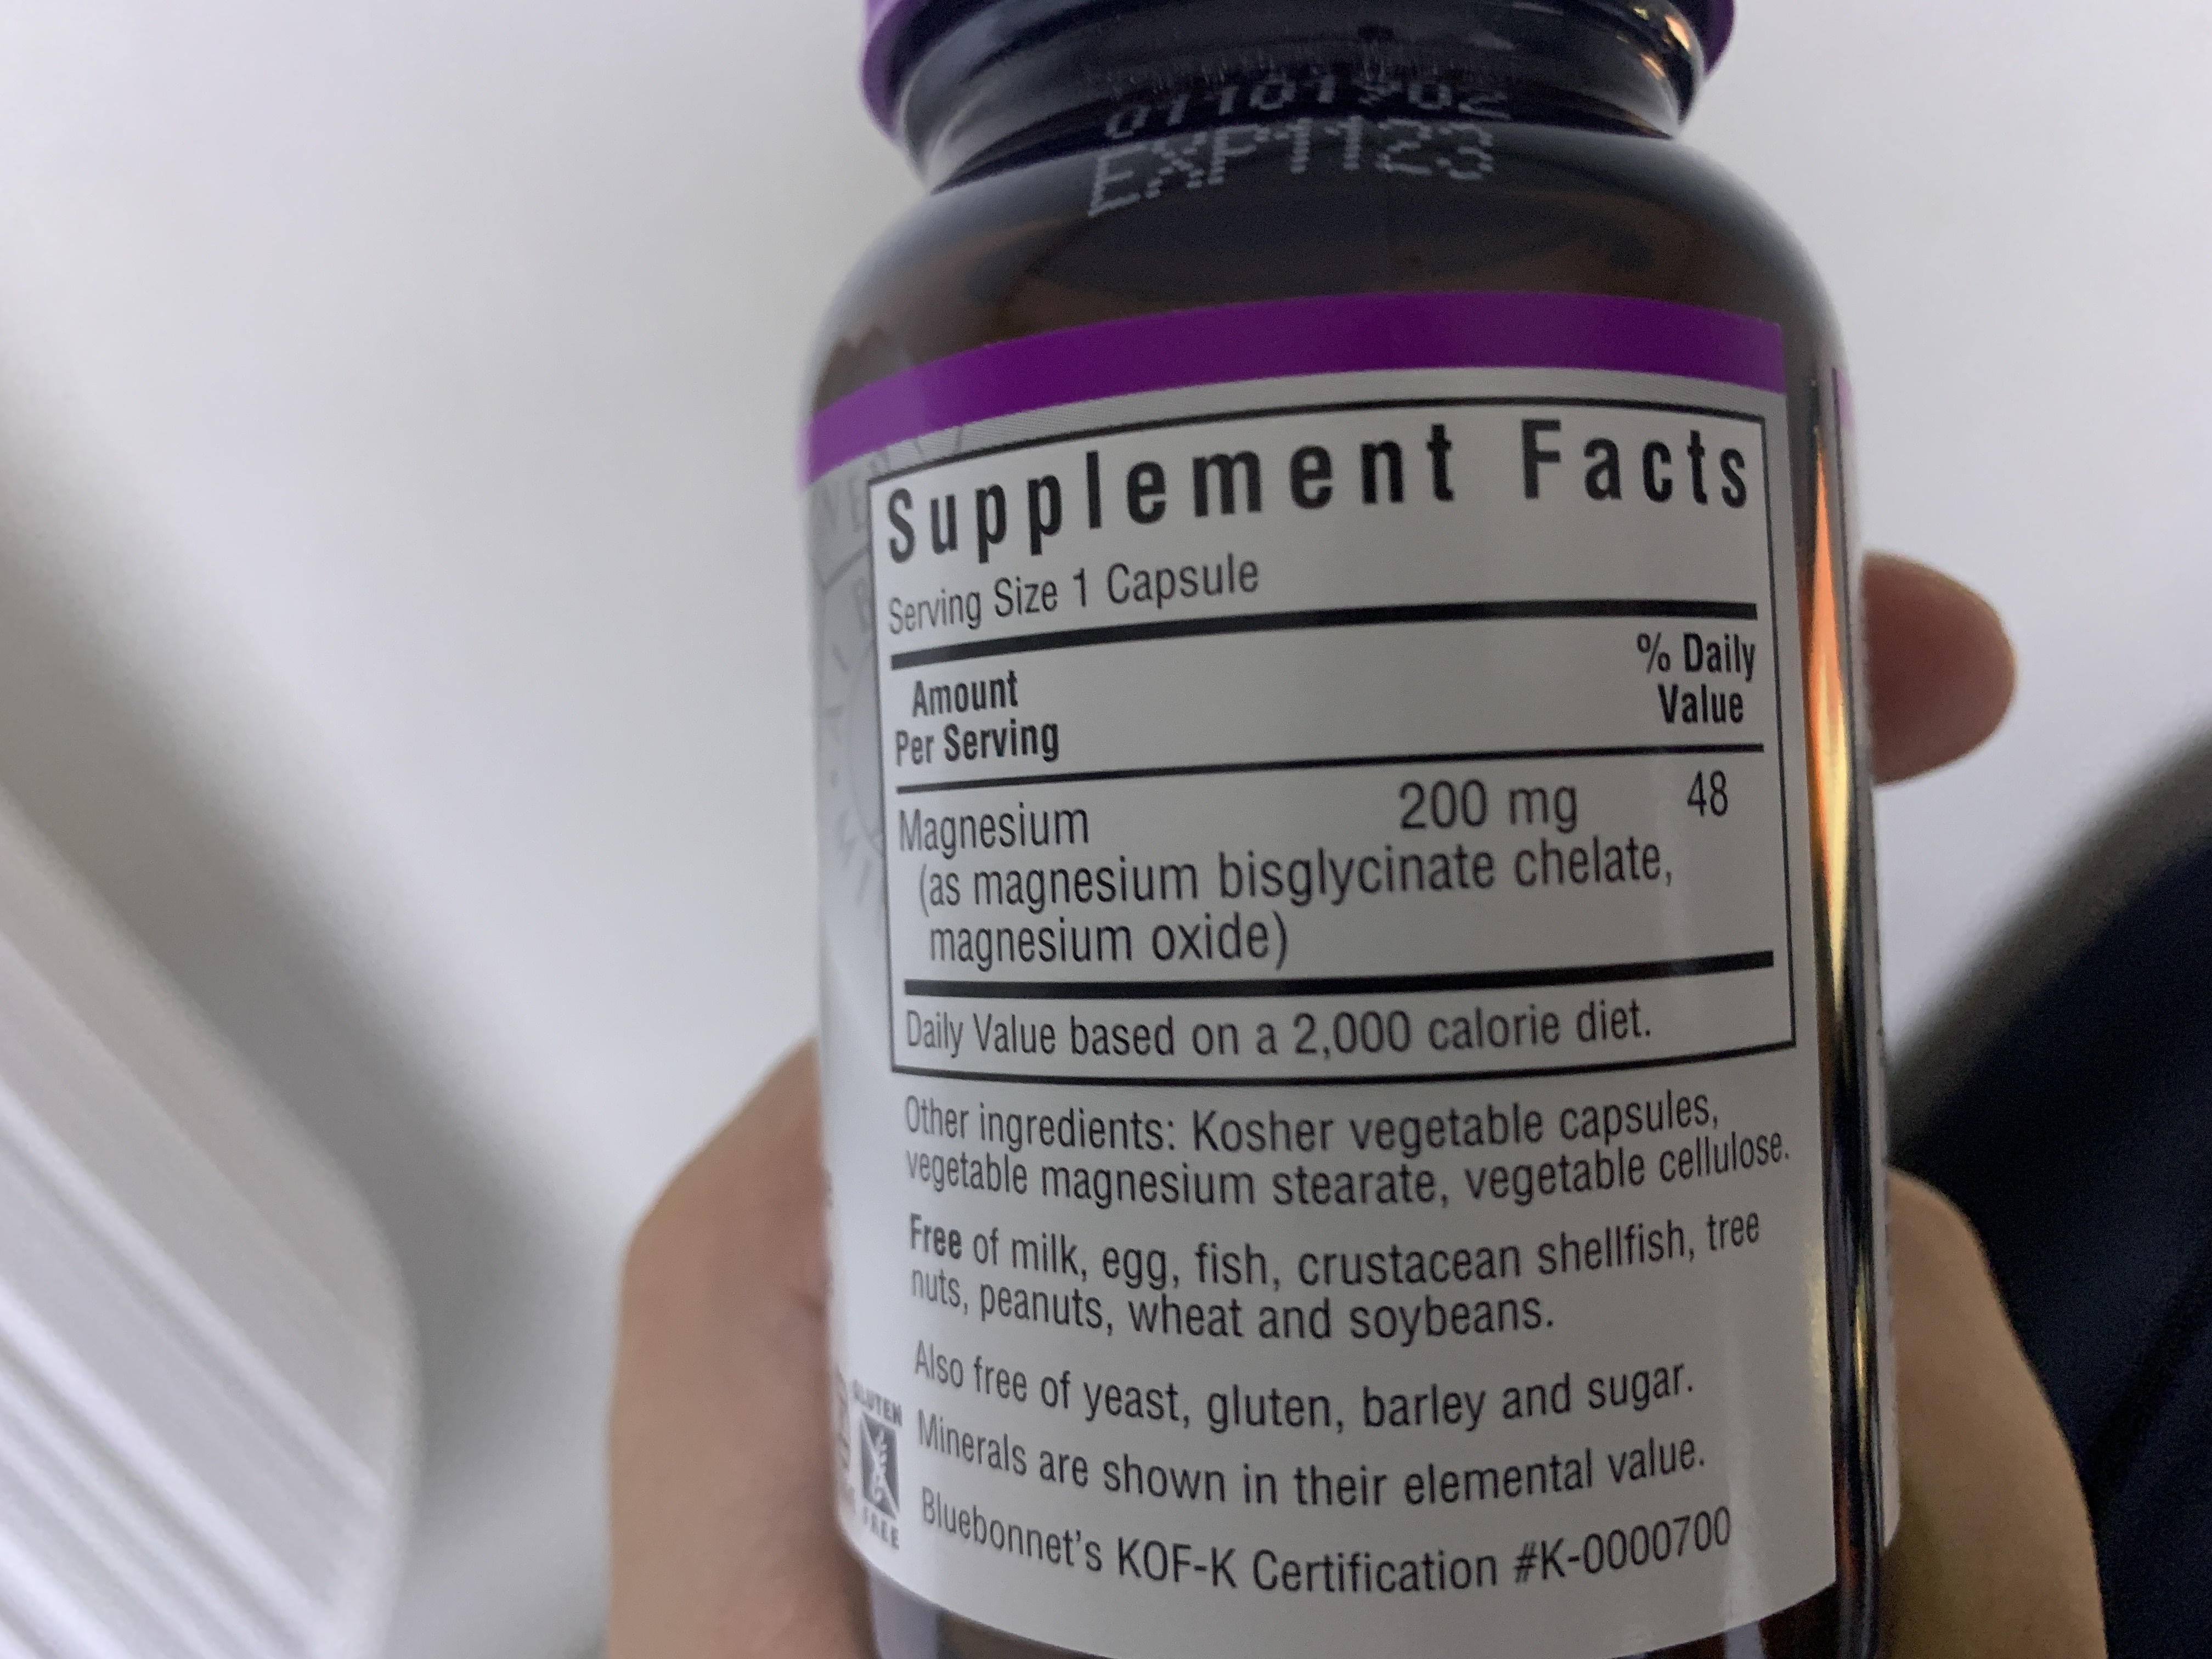 01101902
EXP1123
Supplement Facts
Serving Size 1 Capsule
Amount
Per Serving
% Daily
Value
Magnesium 200 mg 48
(as magnesium bisglycinate chelate,
magnesium oxide)
Daily Value based on a 2,000 calorie diet.
Other ingredients: Kosher vegetable capsules,
vegetable magnesium stearate, vegetable cellulose.
Free of milk, egg, fish, crustacean shellfish, tree
nuts, peanuts, wheat and soybeans.
Also free of yeast, gluten, barley and sugar.
Minerals are shown in their elemental value.
Bluebonnet's KOF-K Certification #K-0000700
GLUTEN
FREE